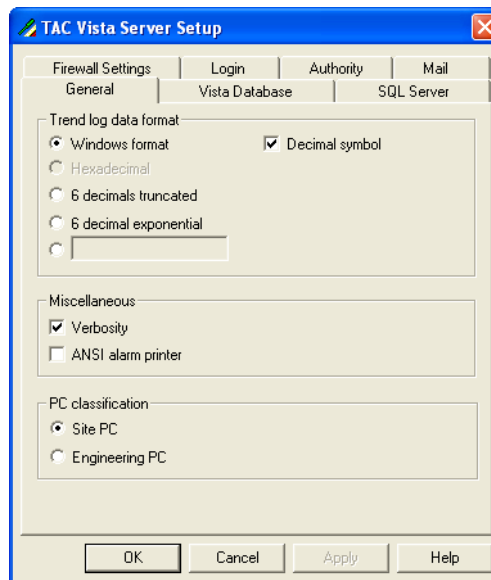 TAC Vista Server Setup
Firewall Settings Login Authority Mail
General Vista Database SQL Server
Trend log data format
Windows format Decimal symbol
Hexadecimal
6 decimals truncated
6 decimal exponential
Miscellaneous
Verbosity
ANSI alarm printer
PC classification
Site PC
Engineering PC
OK Cancel Apply Help